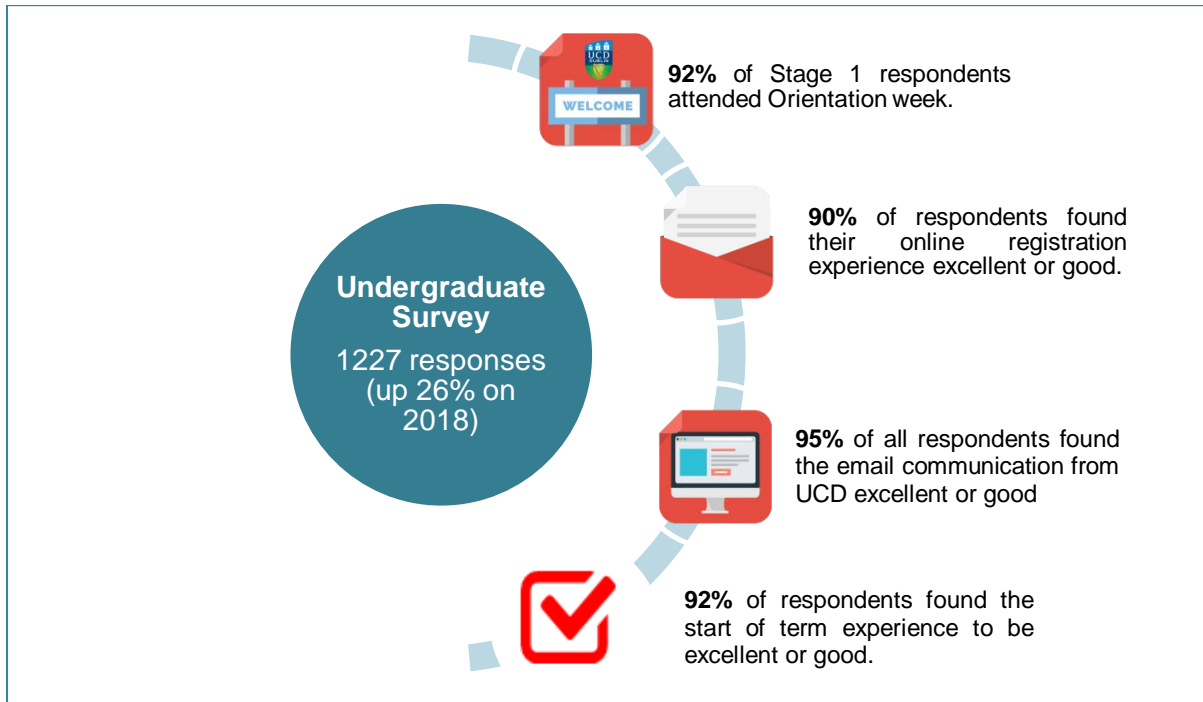 UCD
DUBLIN
WELCOME
92% of Stage 1 respondents
attended Orientation week.
90% of respondents found
their online registration
experience excellent or good.
Undergraduate
Survey
1227 responses
(up 26% on
2018)
95% of all respondents found
the email communication from
UCD excellent or good
92% of respondents found the
start of term experience to be
excellent or good.